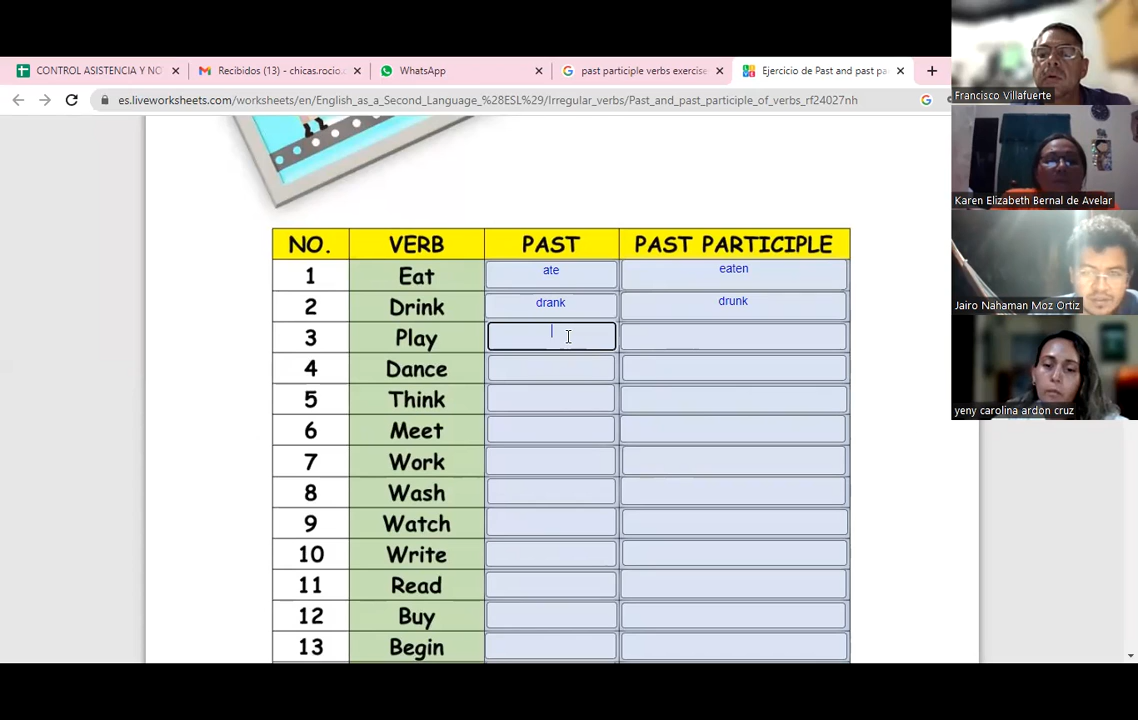 CONTROL ASISTENCIA Y NO
Recibidos (13) - chicas.rocio.c
WhatsApp
past participle verbs exercise
Ejercicio de Past and past pa
es.liveworksheets.com/worksheets/en/English_as_a_Second_Language_%28ESL%29/Irregular_verbs/Past_and_past_participle_of_verbs_rf24027nh
Francisco Villafuerte
Karen Elizabeth Bernal de Avelar
Jairo Nahaman Moz Ortiz
yeny carolina ardon cruz
NO. VERB PAST PAST PARTICIPLE
1 Eat ate eaten
2 Drink drank drunk
3 Play
4 Dance
5 Think
6 Meet
7 Work
8 Wash
9 Watch
10 Write
11 Read
12 Buy
13 Begin